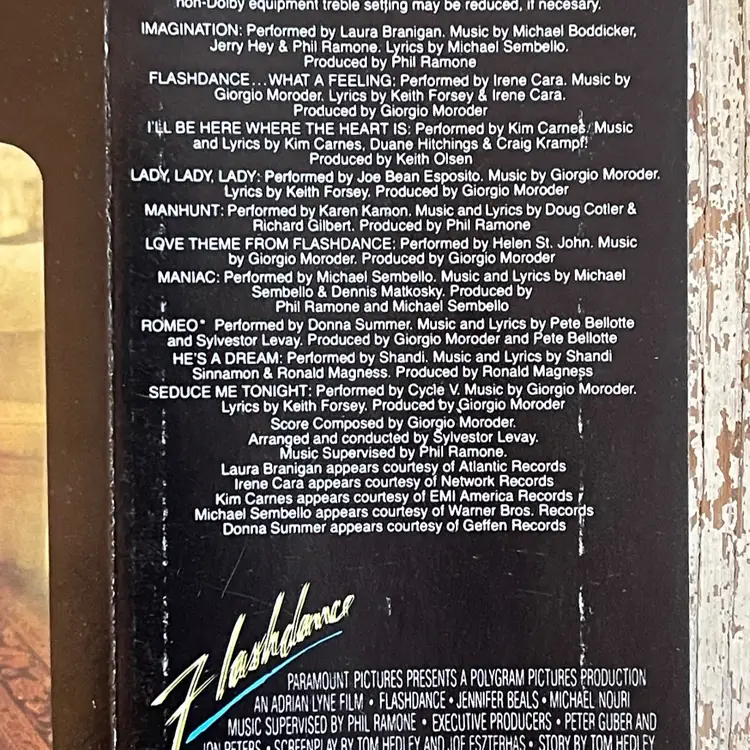 non-Dolby equipment treble setting may be reduced, if necesary.
IMAGINATION: Performed by Laura Branigan. Music by Michael Boddicker,
Jerry Hey & Phil Ramone. Lyrics by Michael Sembello.
Produced by Phil Ramone
FLASHDANCE...WHAT A FEELING: Performed by Irene Cara. Music by
Giorgio Moroder. Lyrics by Keith Forsey & Irene Cara.
Produced by Giorgio Moroder
I'LL BE HERE WHERE THE HEART IS: Performed by Kim Carnes. Music
and Lyrics by Kim Carnes, Duane Hitchings & Craig Krampf.
Produced by Keith Olsen
LADY, LADY, LADY: Performed by Joe Bean Esposito. Music by Giorgio Moroder.
Lyrics by Keith Forsey. Produced by Giorgio Moroder
MANHUNT: Performed by Karen Kamon. Music and Lyrics by Doug Cotler &
Richard Gilbert. Produced by Phil Ramone
LOVE THEME FROM FLASHDANCE: Performed by Helen St. John. Music
by Giorgio Moroder. Produced by Giorgio Moroder
MANIAC: Performed by Michael Sembello. Music and Lyrics by Michael
Sembello & Dennis Matkosky. Produced by
Phil Ramone and Michael Sembello
ROMEO* Performed by Donna Summer. Music and Lyrics by Pete Bellotte
and Sylvestor Levay. Produced by Giorgio Moroder and Pete Bellotte
HE'S A DREAM: Performed by Shandi. Music and Lyrics by Shandi
Sinnamon & Ronald Magness. Produced by Ronald Magness
SEDUCE ME TONIGHT: Performed by Cycle V. Music by Giorgio Moroder.
Lyrics by Keith Forsey. Produced by Giorgio Moroder
Score Composed by Giorgio Moroder.
Arranged and conducted by Sylvestor Levay.
Music Supervised by Phil Ramone.
Laura Branigan appears courtesy of Atlantic Records
Irene Cara appears courtesy of Network Records
Kim Carnes appears courtesy of EMI America Records
Michael Sembello appears courtesy of Warner Bros. Records
Donna Summer appears courtesy of Geffen Records
Flashdance
PARAMOUNT PICTURES PRESENTS A POLYGRAM PICTURES PRODUCTION
AN ADRIAN LYNE FILM • FLASHDANCE • JENNIFER BEALS • MICHAEL NOURI
MUSIC SUPERVISED BY PHIL RAMONE • EXECUTIVE PRODUCERS • PETER GUBER AND
JON PETERS • SCREENPLAY BY TOM HEDLEY AND JOE ESZTERHAS • STORY BY TOM HEDLEY